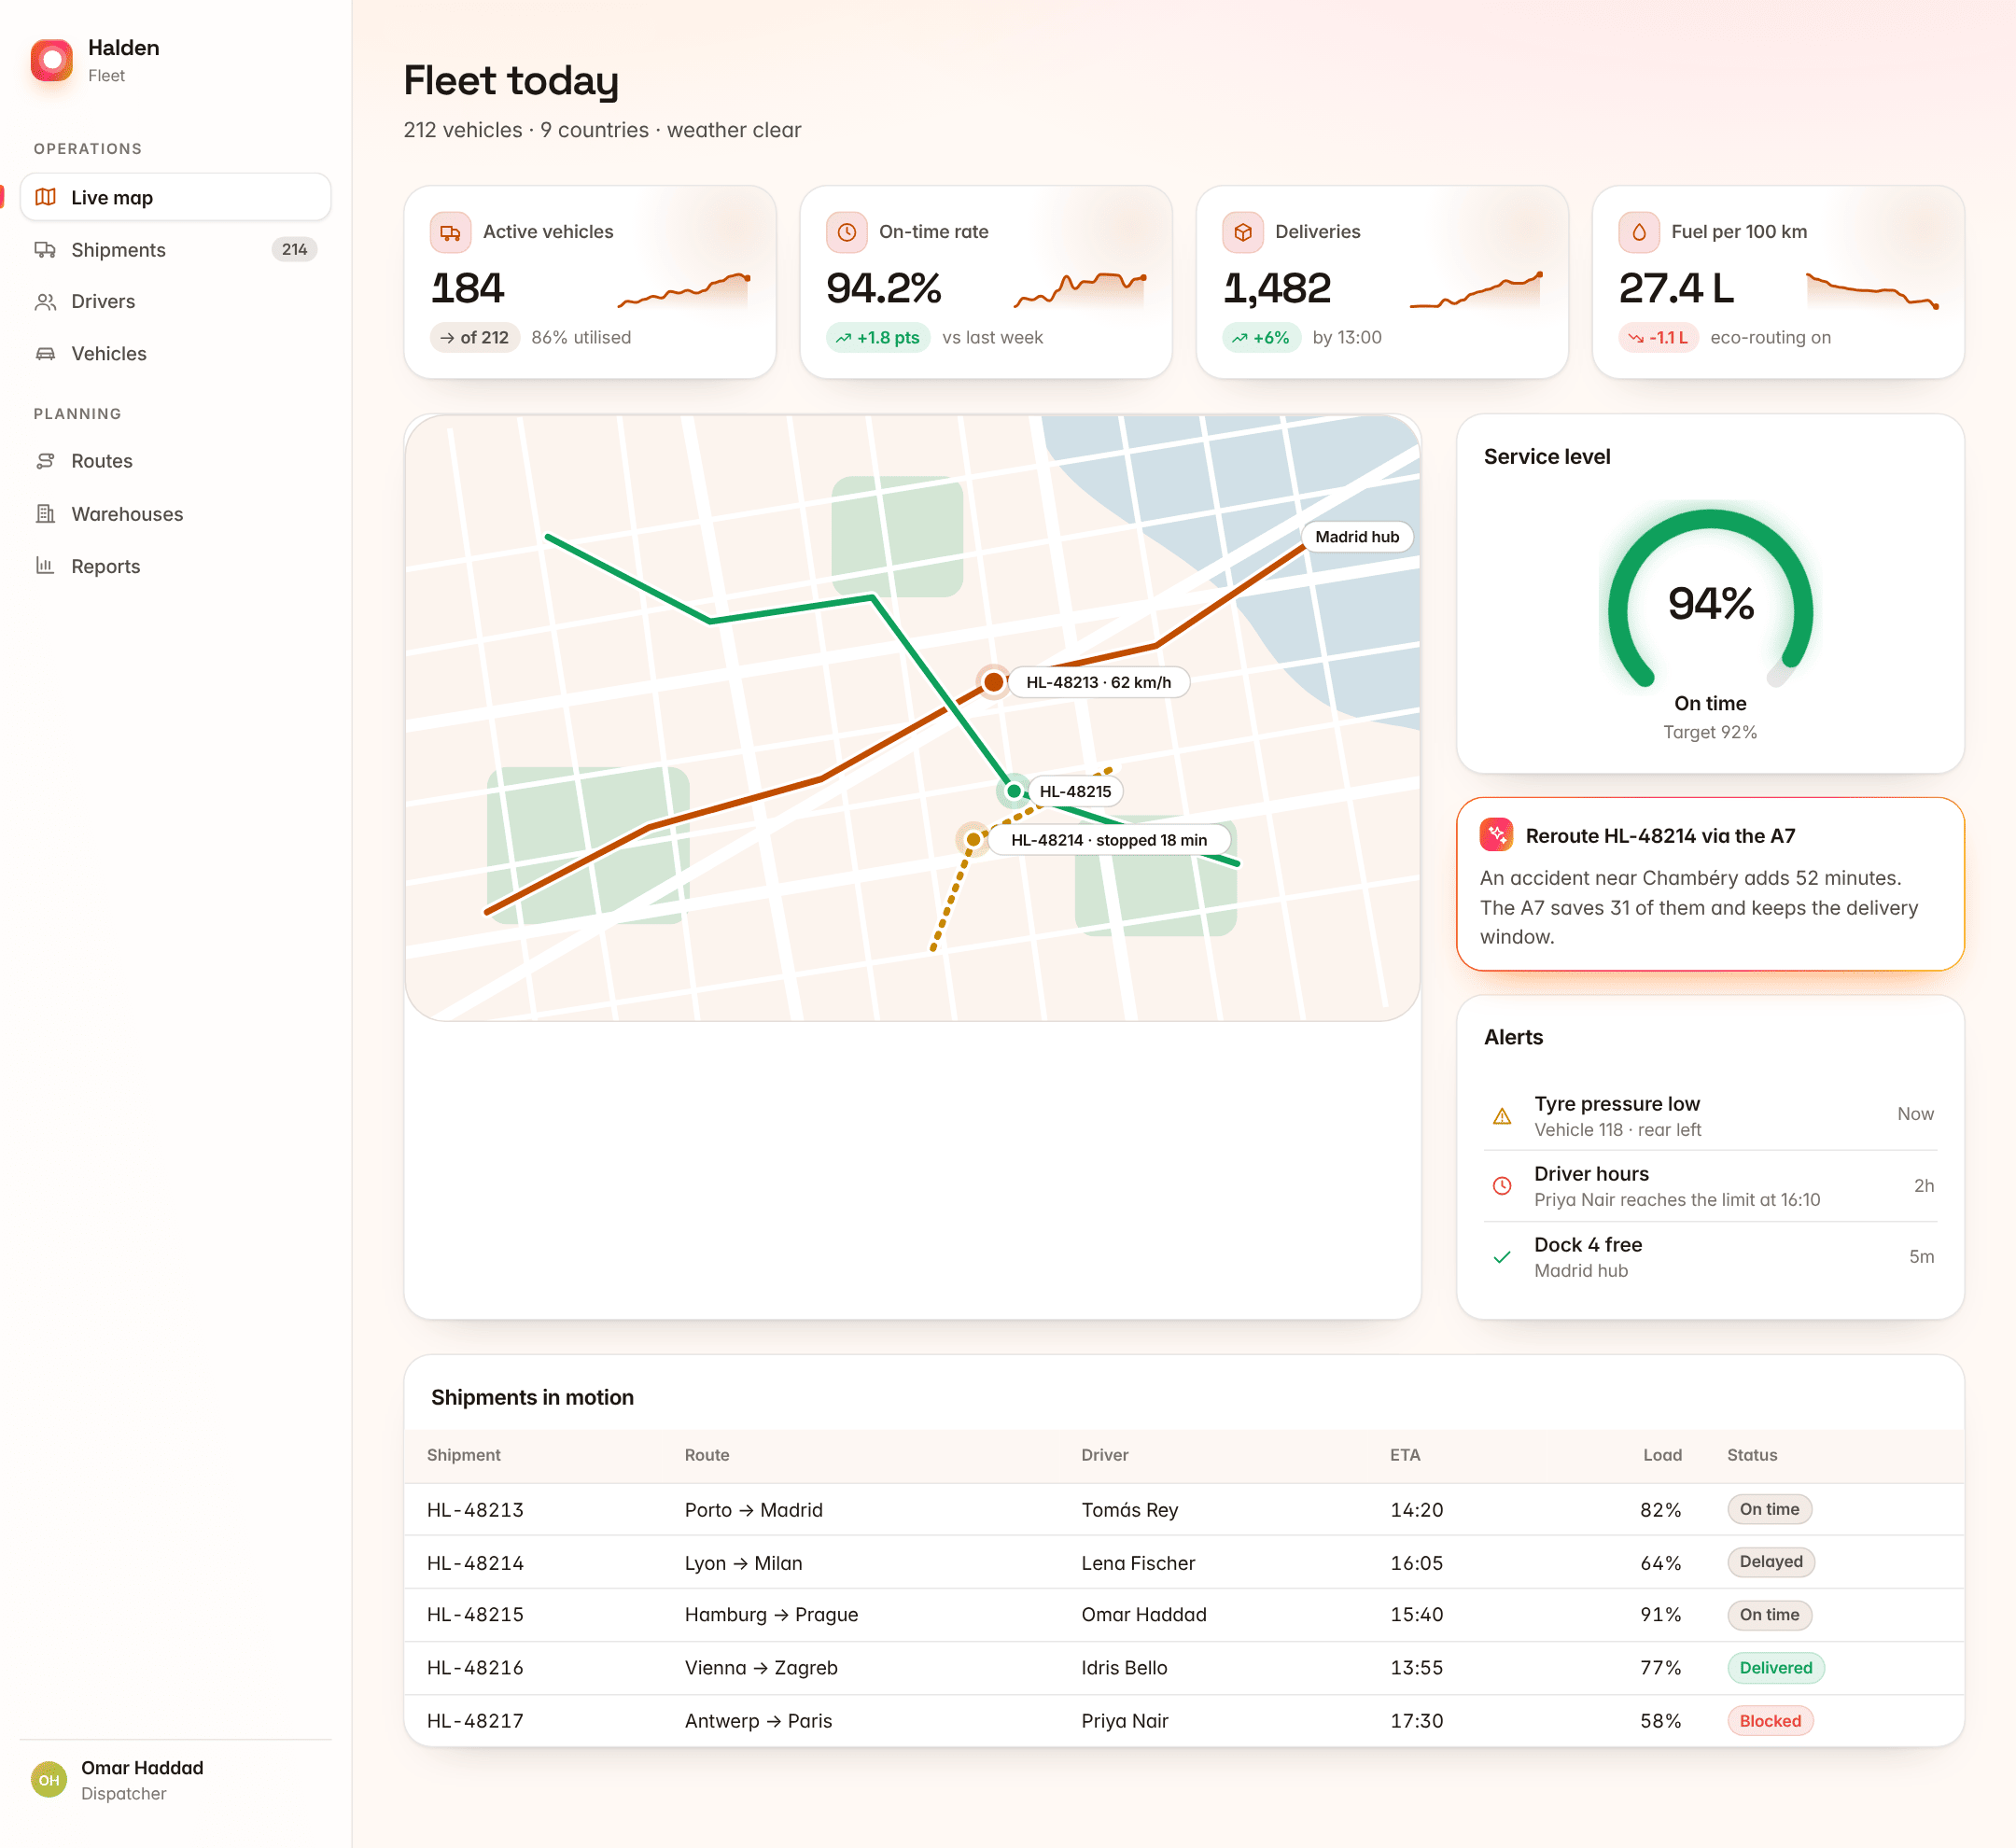 Halden
Fleet
OPERATIONS
Live map
Shipments 214
Drivers
Vehicles
PLANNING
Routes
Warehouses
Reports
OH
Omar Haddad
Dispatcher
Fleet today
212 vehicles · 9 countries · weather clear
Active vehicles
184
→ of 212 86% utilised
On-time rate
94.2%
+1.8 pts vs last week
Deliveries
1,482
+6% by 13:00
Fuel per 100 km
27.4 L
-1.1 L eco-routing on
Madrid hub
HL-48213 · 62 km/h
HL-48215
HL-48214 · stopped 18 min
Service level
94%
On time
Target 92%
Reroute HL-48214 via the A7
An accident near Chambéry adds 52 minutes.
The A7 saves 31 of them and keeps the delivery
window.
Alerts
Tyre pressure low
Vehicle 118 · rear left
Now
Driver hours
Priya Nair reaches the limit at 16:10
2h
Dock 4 free
Madrid hub
5m
Shipments in motion
Shipment Route Driver ETA Load Status
HL-48213 Porto → Madrid Tomás Rey 14:20 82% On time
HL-48214 Lyon → Milan Lena Fischer 16:05 64% Delayed
HL-48215 Hamburg → Prague Omar Haddad 15:40 91% On time
HL-48216 Vienna → Zagreb Idris Bello 13:55 77% Delivered
HL-48217 Antwerp → Paris Priya Nair 17:30 58% Blocked